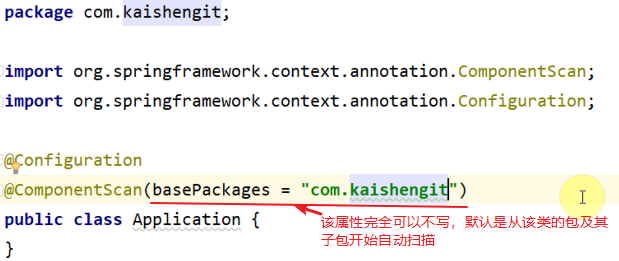 package com.kaishengit;
import org.springframework.context.annotation.ComponentScan;
import org.springframework.context.annotation.Configuration;
@Configuration
@ComponentScan(basePackages = "com.kaishengit")
public class Application {
该属性完全可以不写，默认是从该类的包及其
子包开始自动扫描
}